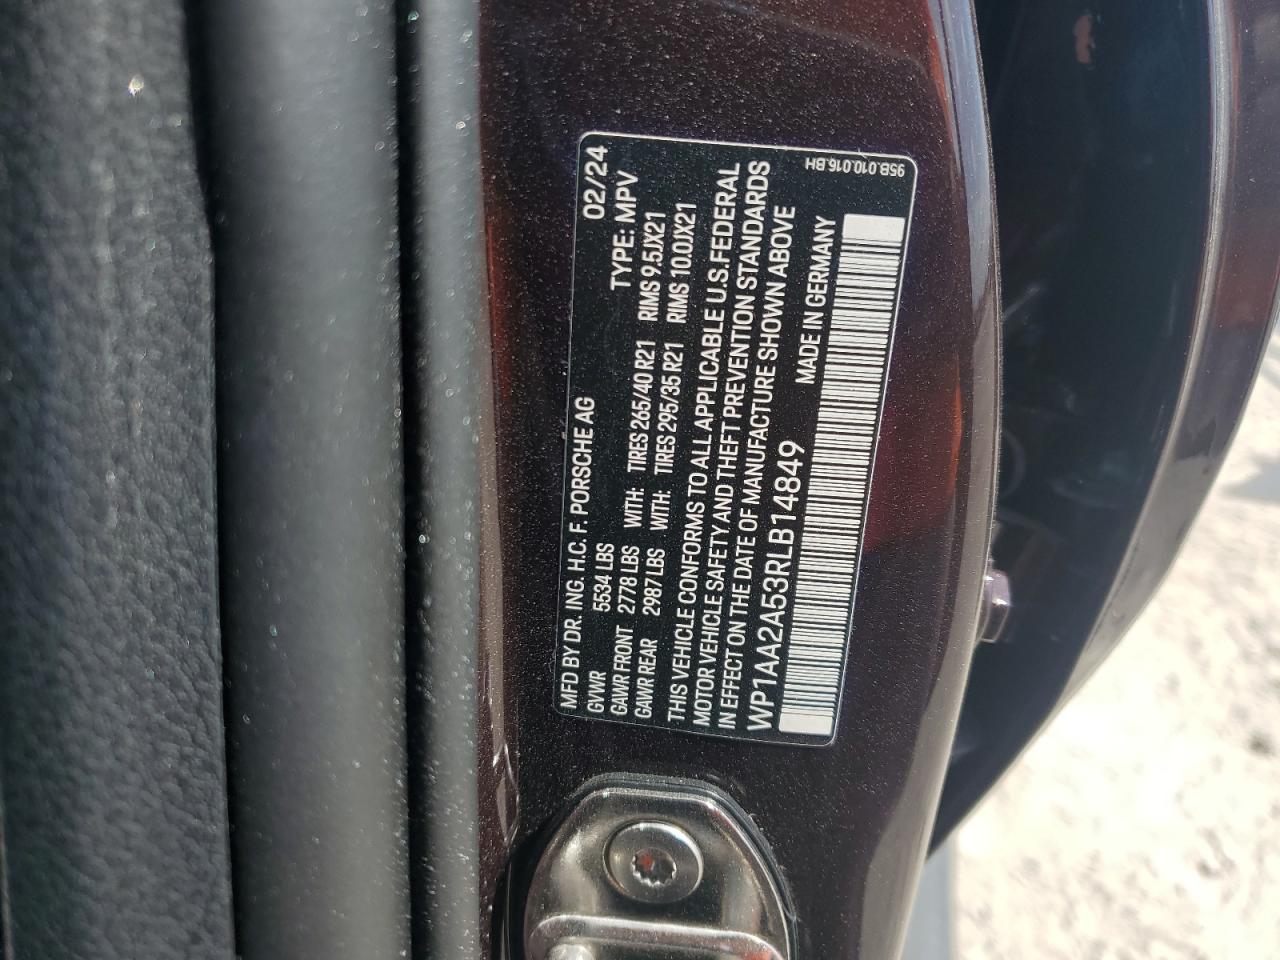 MFD BY DR. ING. H.C. F. PORSCHE AG 02/24
GVWR 5534 LBS TYPE: MPV
GAWR FRONT 2778 LBS WITH: TIRES 265/40 R21 RIMS 9.5JX21
GAWR REAR 2987 LBS WITH: TIRES 295/35 R21 RIMS 10.0JX21
THIS VEHICLE CONFORMS TO ALL APPLICABLE U.S.FEDERAL
MOTOR VEHICLE SAFETY AND THEFT PREVENTION STANDARDS
IN EFFECT ON THE DATE OF MANUFACTURE SHOWN ABOVE
WP1AA2A53RLB14849 MADE IN GERMANY
95B.010.016.BH